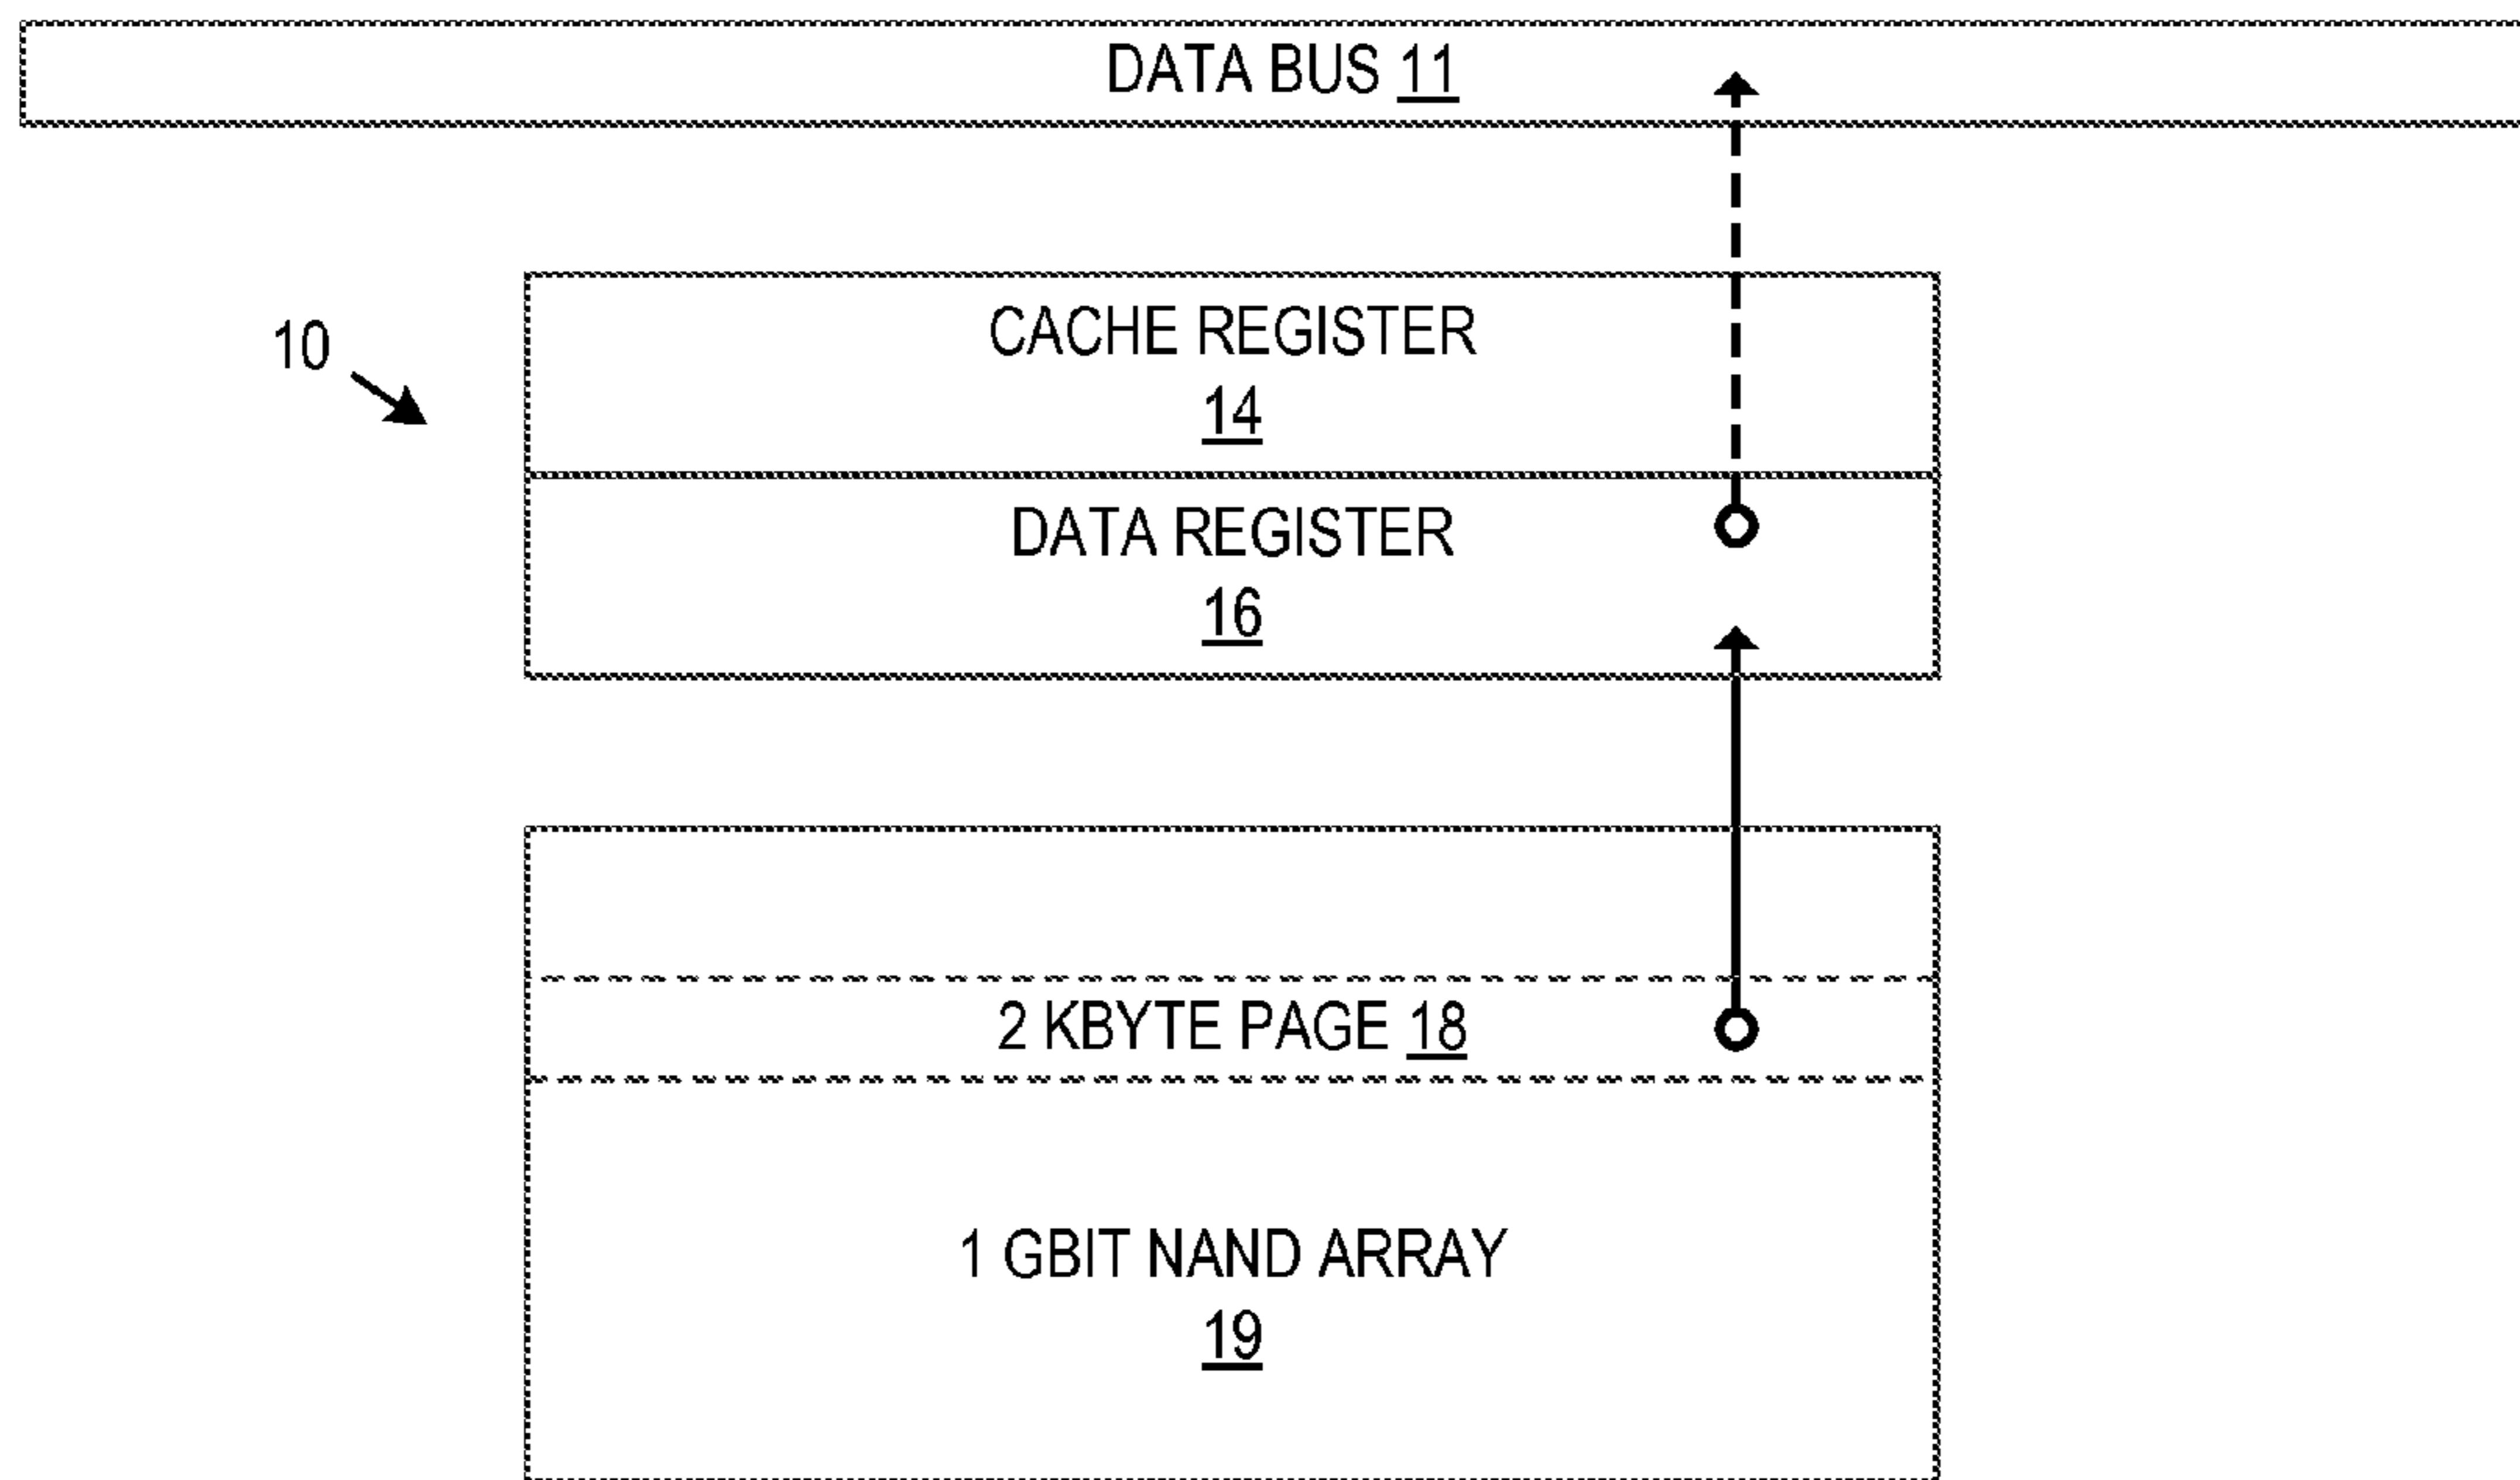 DATA BUS 11
10
CACHE REGISTER
14
DATA REGISTER
16
2 KBYTE PAGE 18
1 GBIT NAND ARRAY
19